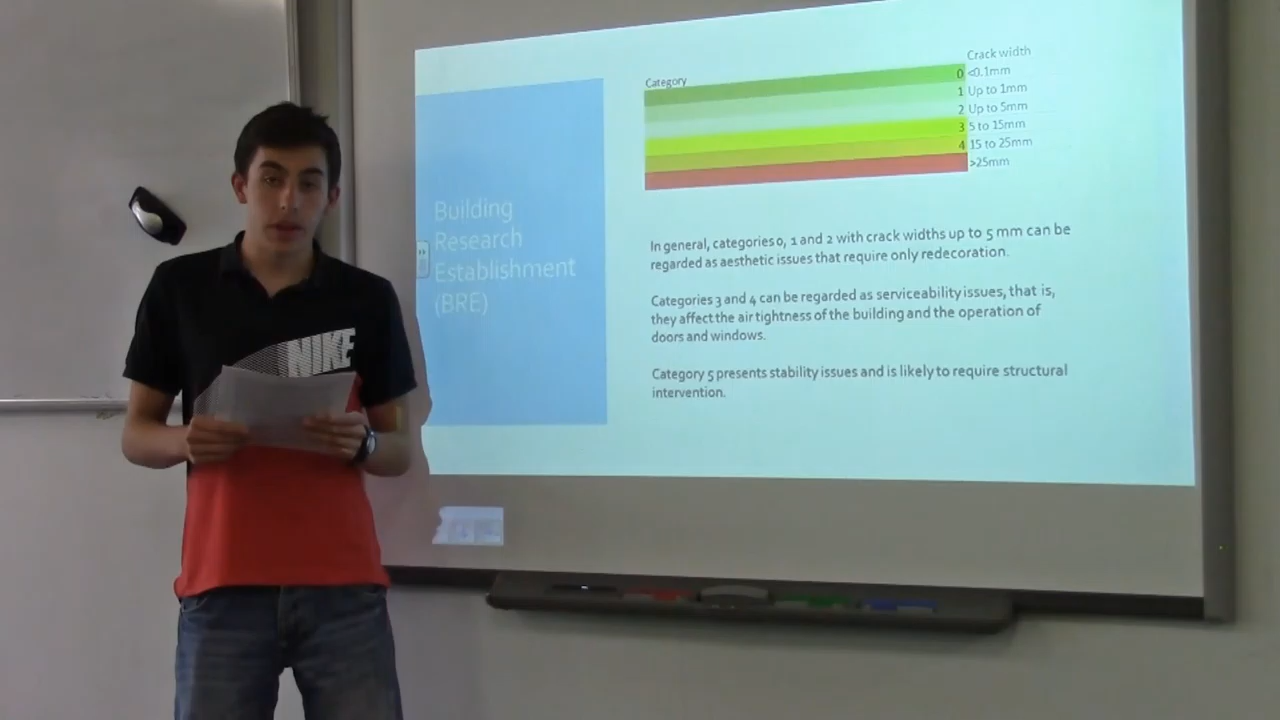 Crack width
Category
0 <0.1mm
1 Up to 1mm
2 Up to 5mm
3 5 to 15mm
4 15 to 25mm
>25mm
Building
Research
Establishment
(BRE)
In general, categories 0, 1 and 2 with crack widths up to 5 mm can be
regarded as aesthetic issues that require only redecoration.
Categories 3 and 4 can be regarded as serviceability issues, that is,
they affect the air tightness of the building and the operation of
doors and windows.
Category 5 presents stability issues and is likely to require structural
intervention.
NIKE